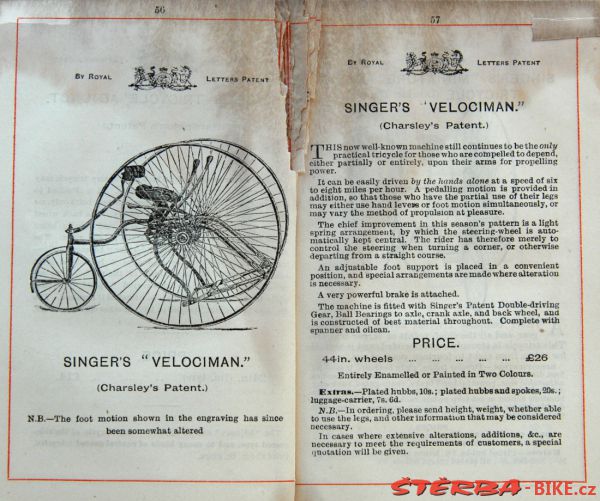 56
BY ROYAL LETTERS PATENT
SINGER'S "VELOCIMAN."
(Charsley's Patent.)
N.B.—The foot motion shown in the engraving has since
been somewhat altered
57
BY ROYAL LETTERS PATENT
SINGER'S "VELOCIMAN."
(Charsley's Patent.)
THIS now well-known machine still continues to be the only
practical tricycle for those who are compelled to depend,
either partially or entirely, upon their arms for propelling
power.
It can be easily driven by the hands alone at a speed of six
to eight miles per hour. A pedalling motion is provided in
addition, so that those who have the partial use of their legs
may either use hand levers or foot motion simultaneously, or
may vary the method of propulsion at pleasure.
The chief improvement in this season's pattern is a light
spring arrangement, by which the steering-wheel is auto-
matically kept central. The rider has therefore merely to
control the steering when turning a corner, or otherwise
departing from a straight course.
An adjustable foot support is placed in a convenient
position, and special arrangements are made where alteration
is necessary.
A very powerful brake is attached.
The machine is fitted with Singer's Patent Double-driving
Gear, Ball Bearings to axle, crank axle, and back wheel, and
is constructed of best material throughout. Complete with
spanner and oilcan.
PRICE.
44in. wheels ... ... ... ... £26
Entirely Enamelled or Painted in Two Colours.
Extras.—Plated hubbs, 10s.; plated hubbs and spokes, 20s.;
luggage-carrier, 7s. 6d.
N.B.—In ordering, please send height, weight, whether able
to use the legs, and other information that may be considered
necessary.
In cases where extensive alterations, additions, &c., are
necessary to meet the requirements of customers, a special
quotation will be given.
ŠTĚRBA-BIKE.cz